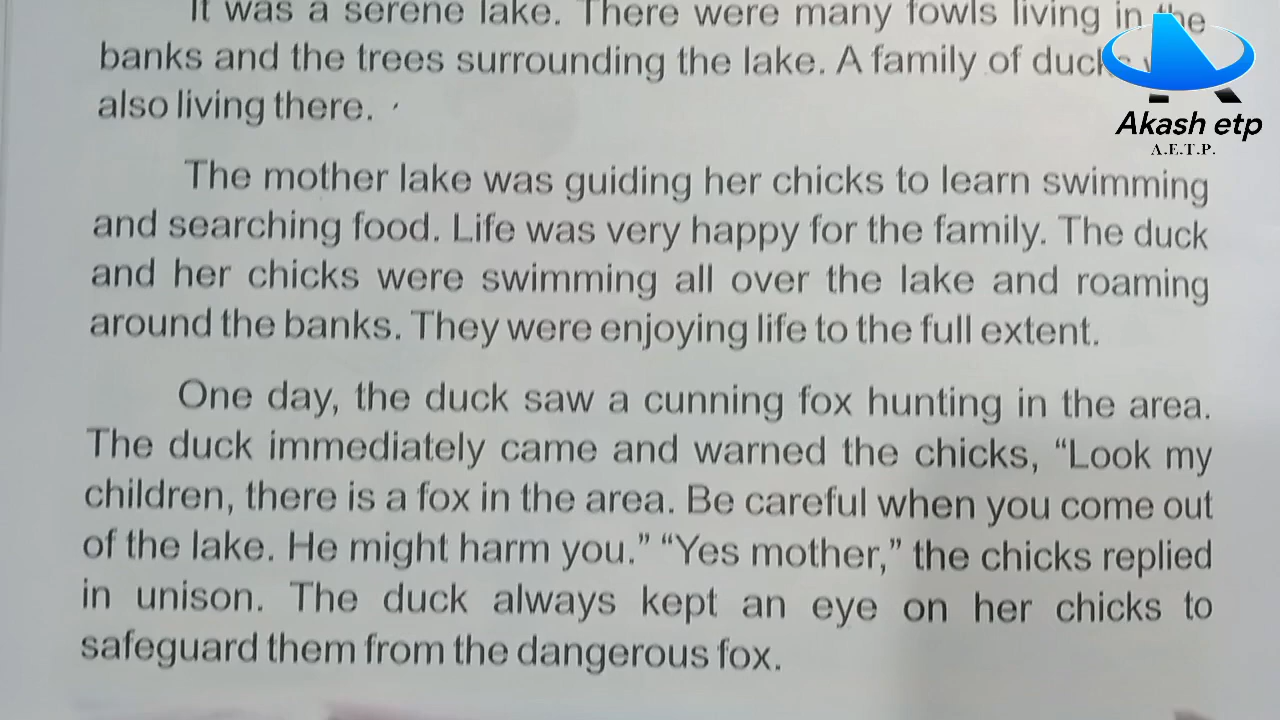 It was a serene lake. There were many fowls living in the
banks and the trees surrounding the lake. A family of ducks
also living there.
The mother lake was guiding her chicks to learn swimming
and searching food. Life was very happy for the family. The duck
and her chicks were swimming all over the lake and roaming
around the banks. They were enjoying life to the full extent.
One day, the duck saw a cunning fox hunting in the area.
The duck immediately came and warned the chicks, “Look my
children, there is a fox in the area. Be careful when you come out
of the lake. He might harm you.” “Yes mother,” the chicks replied
in unison. The duck always kept an eye on her chicks to
safeguard them from the dangerous fox.
Akash etp
A.E.T.P.